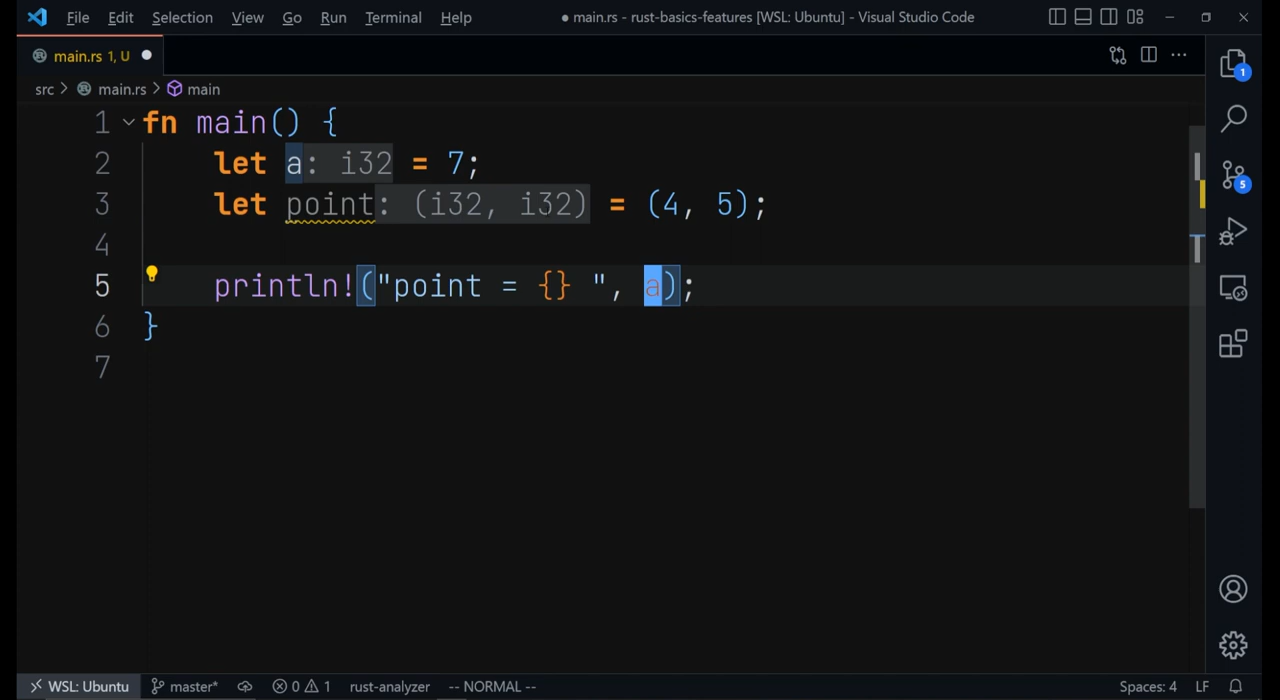 File Edit Selection View Go Run Terminal Help ● main.rs - rust-basics-features [WSL: Ubuntu] - Visual Studio Code
main.rs 1, U
src > main.rs > main
1 fn main() {
2 let a: i32 = 7;
3 let point: (i32, i32) = (4, 5);
4
5 println!("point = {} ", a);
6 }
7
1
5
WSL: Ubuntu master* 0 1 rust-analyzer -- NORMAL -- Spaces: 4 LF